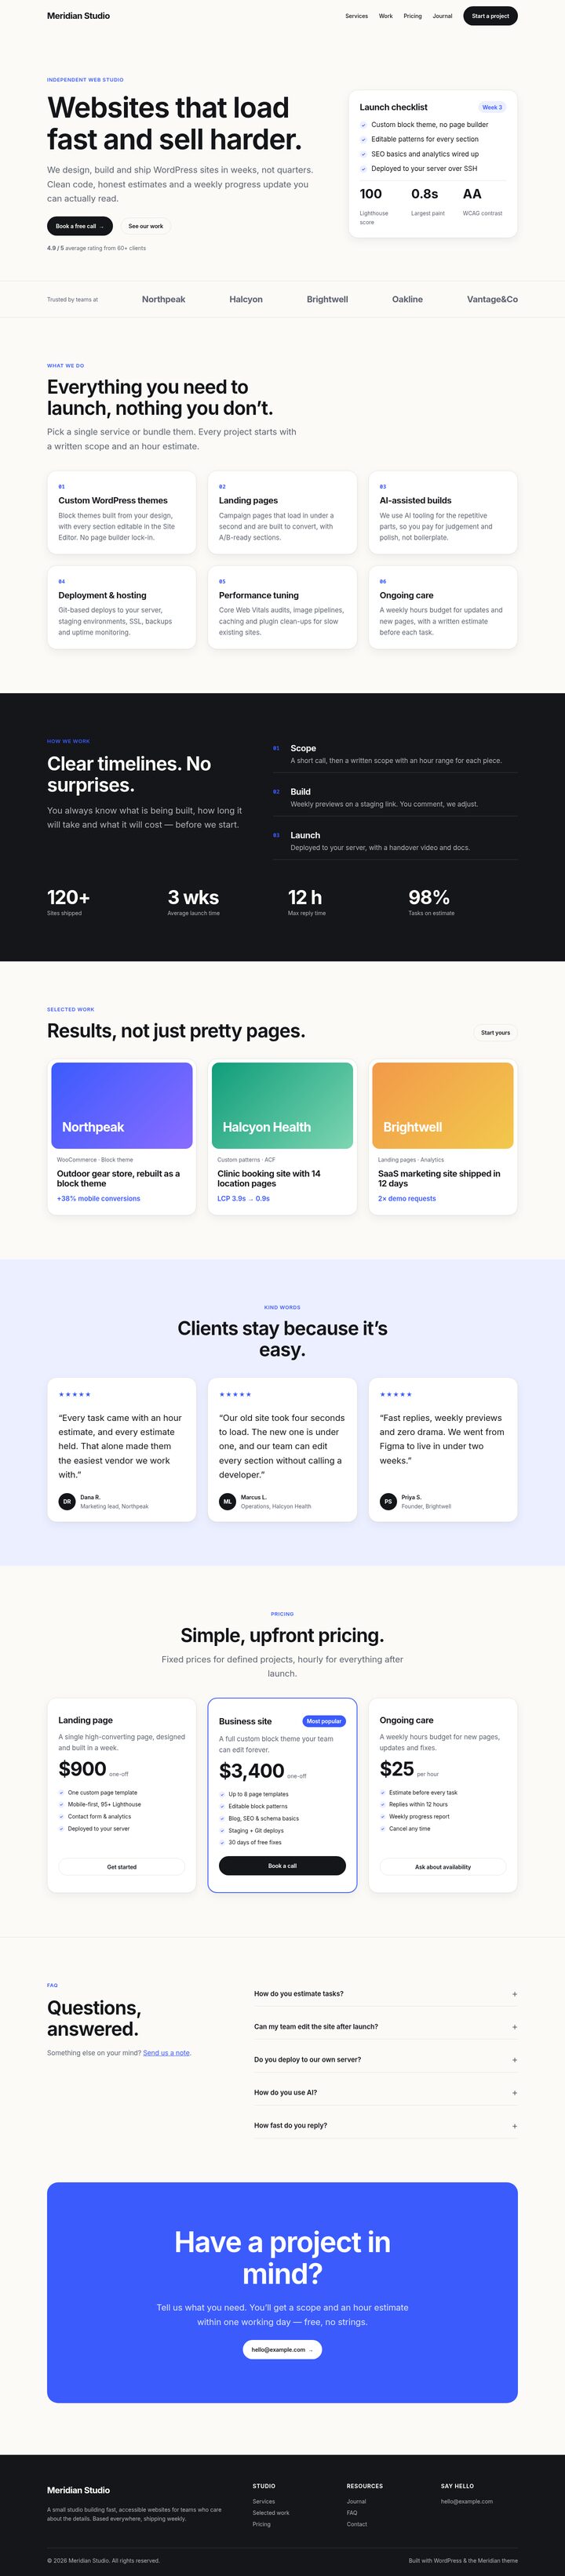 Meridian Studio
Services Work Pricing Journal Start a project
INDEPENDENT WEB STUDIO
Websites that load
fast and sell harder.
We design, build and ship WordPress sites in weeks, not quarters.
Clean code, honest estimates and a weekly progress update you
can actually read.
Book a free call → See our work
4.9 / 5 average rating from 60+ clients
Launch checklist Week 3
✓ Custom block theme, no page builder
✓ Editable patterns for every section
✓ SEO basics and analytics wired up
✓ Deployed to your server over SSH
100 0.8s AA
Lighthouse
score
Largest paint WCAG contrast
Trusted by teams at Northpeak Halcyon Brightwell Oakline Vantage&Co
WHAT WE DO
Everything you need to
launch, nothing you don’t.
Pick a single service or bundle them. Every project starts with
a written scope and an hour estimate.
01
Custom WordPress themes
Block themes built from your design,
with every section editable in the Site
Editor. No page builder lock-in.
02
Landing pages
Campaign pages that load in under a
second and are built to convert, with
A/B-ready sections.
03
AI-assisted builds
We use AI tooling for the repetitive
parts, so you pay for judgement and
polish, not boilerplate.
04
Deployment & hosting
Git-based deploys to your server,
staging environments, SSL, backups
and uptime monitoring.
05
Performance tuning
Core Web Vitals audits, image pipelines,
caching and plugin clean-ups for slow
existing sites.
06
Ongoing care
A weekly hours budget for updates and
new pages, with a written estimate
before each task.
HOW WE WORK
Clear timelines. No
surprises.
You always know what is being built, how long it
will take and what it will cost — before we start.
01 Scope
A short call, then a written scope with an hour range for each piece.
02 Build
Weekly previews on a staging link. You comment, we adjust.
03 Launch
Deployed to your server, with a handover video and docs.
120+ 3 wks 12 h 98%
Sites shipped Average launch time Max reply time Tasks on estimate
SELECTED WORK
Results, not just pretty pages.
Start yours
Northpeak
WooCommerce · Block theme
Outdoor gear store, rebuilt as a
block theme
+38% mobile conversions
Halcyon Health
Custom patterns · ACF
Clinic booking site with 14
location pages
LCP 3.9s → 0.9s
Brightwell
Landing pages · Analytics
SaaS marketing site shipped in
12 days
2× demo requests
KIND WORDS
Clients stay because it’s
easy.
★★★★★
“Every task came with an hour
estimate, and every estimate
held. That alone made them
the easiest vendor we work
with.”
DR Dana R.
Marketing lead, Northpeak
★★★★★
“Our old site took four seconds
to load. The new one is under
one, and our team can edit
every section without calling a
developer.”
ML Marcus L.
Operations, Halcyon Health
★★★★★
“Fast replies, weekly previews
and zero drama. We went from
Figma to live in under two
weeks.”
PS Priya S.
Founder, Brightwell
PRICING
Simple, upfront pricing.
Fixed prices for defined projects, hourly for everything after
launch.
Landing page
A single high-converting page, designed
and built in a week.
$900 one-off
✓ One custom page template
✓ Mobile-first, 95+ Lighthouse
✓ Contact form & analytics
✓ Deployed to your server
Get started
Business site Most popular
A full custom block theme your team
can edit forever.
$3,400 one-off
✓ Up to 8 page templates
✓ Editable block patterns
✓ Blog, SEO & schema basics
✓ Staging + Git deploys
✓ 30 days of free fixes
Book a call
Ongoing care
A weekly hours budget for new pages,
updates and fixes.
$25 per hour
✓ Estimate before every task
✓ Replies within 12 hours
✓ Weekly progress report
✓ Cancel any time
Ask about availability
FAQ
Questions,
answered.
Something else on your mind? Send us a note.
How do you estimate tasks? +
Can my team edit the site after launch? +
Do you deploy to our own server? +
How do you use AI? +
How fast do you reply? +
Have a project in
mind?
Tell us what you need. You’ll get a scope and an hour estimate
within one working day — free, no strings.
hello@example.com →
Meridian Studio
A small studio building fast, accessible websites for teams who care
about the details. Based everywhere, shipping weekly.
STUDIO
Services
Selected work
Pricing
RESOURCES
Journal
FAQ
Contact
SAY HELLO
hello@example.com
© 2026 Meridian Studio. All rights reserved. Built with WordPress & the Meridian theme